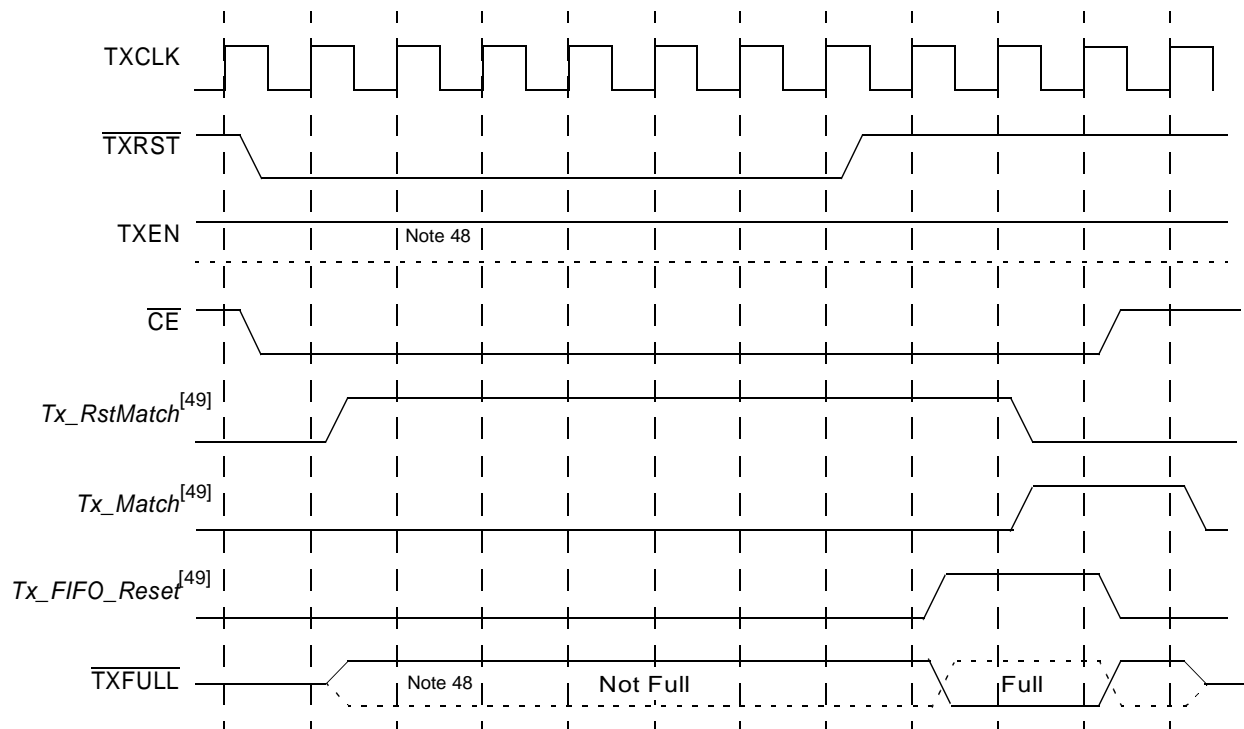 TXCLK
TXRST
TXEN
Note 48
CE
Tx_RstMatch[49]
Tx_Match[49]
Tx_FIFO_Reset[49]
TXFULL
Note 48
Not Full
Full